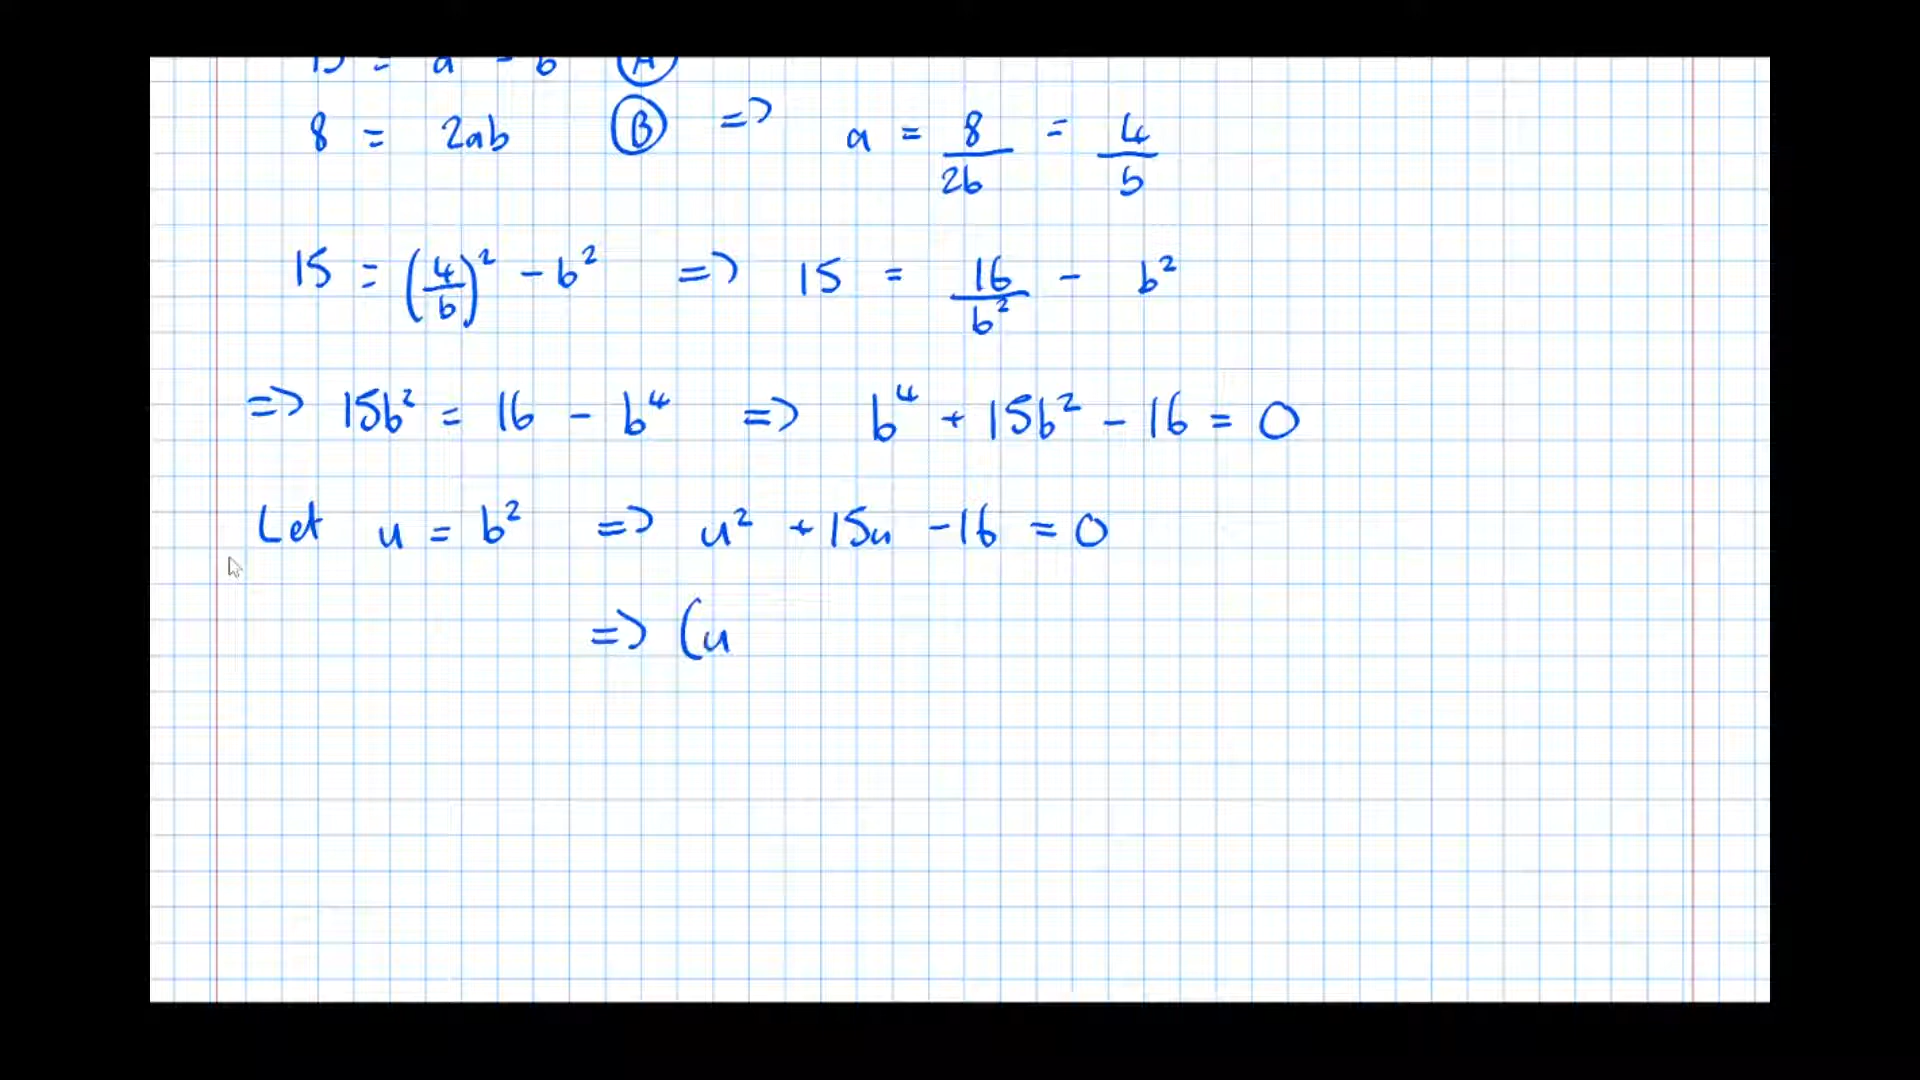 15 = a - b (A)
8 = 2ab (B) => a = 8/2b = 4/b
15 = (4/b)² - b² => 15 = 16/b² - b²
=> 15b² = 16 - b⁴ => b⁴ + 15b² - 16 = 0
Let u = b² => u² + 15u - 16 = 0
=> (u